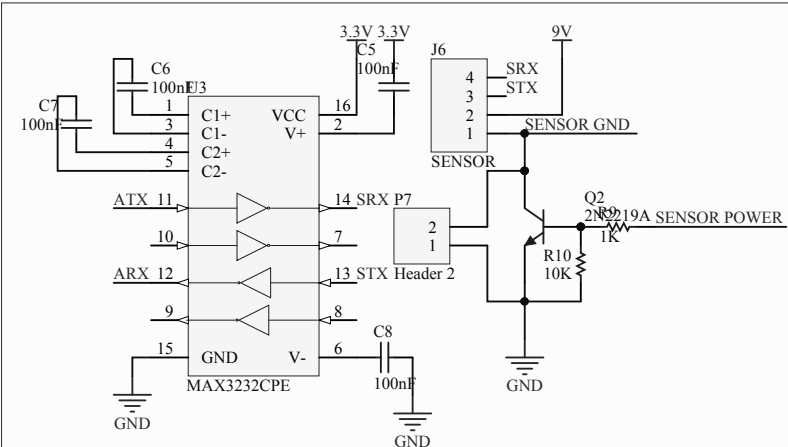 3.3V 3.3V
9V
C6
100nF
C5
100nF
J6
U3
C7
100nF
1 C1+ VCC 16
3 C1- V+ 2
4 C2+
5 C2-
4 SRX
3 STX
2
1 SENSOR GND
SENSOR
ATX 11 14 SRX
10 7
ARX 12 13 STX
9 8
15 GND V- 6
MAX3232CPE
P7
2
1
Header 2
Q2
2N2219A
R9
1K
SENSOR POWER
R10
10K
C8
100nF
GND
GND
GND